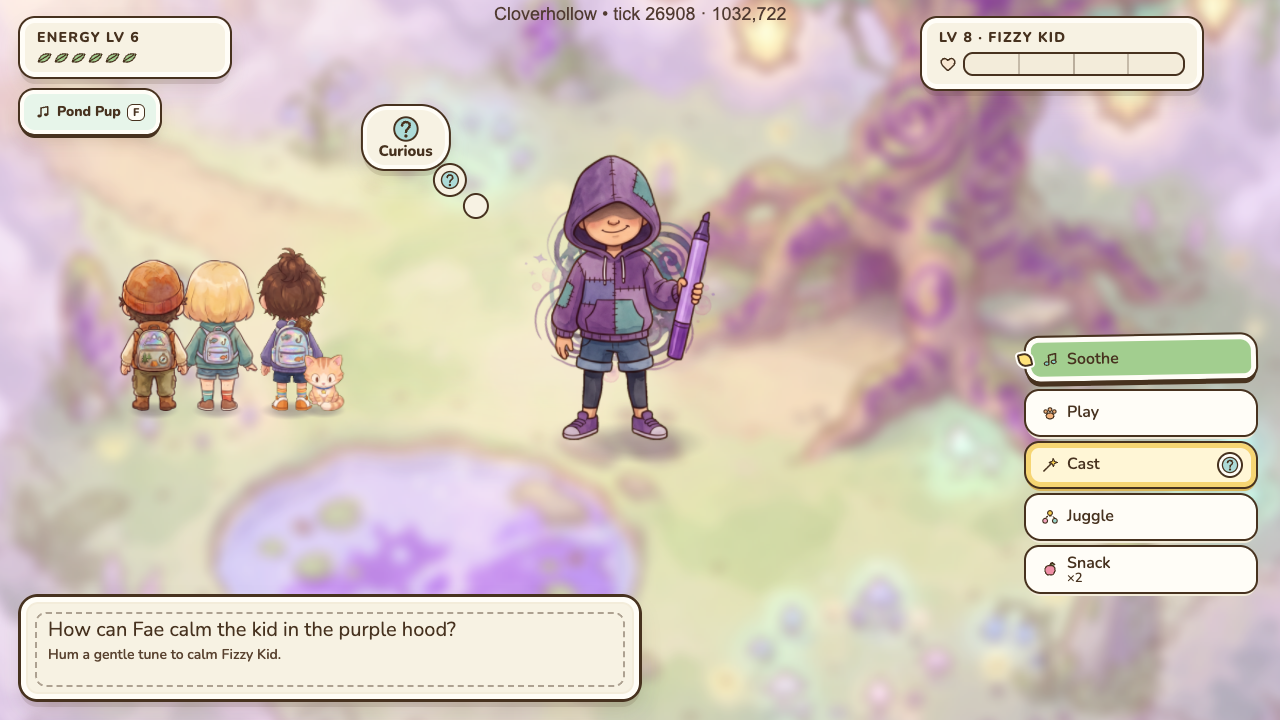 Cloverhollow • tick 26908 · 1032,722
ENERGY LV 6
LV 8 · FIZZY KID
Pond Pup F
?
Curious
?
Soothe
Play
Cast ?
Juggle
Snack
×2
How can Fae calm the kid in the purple hood?
Hum a gentle tune to calm Fizzy Kid.